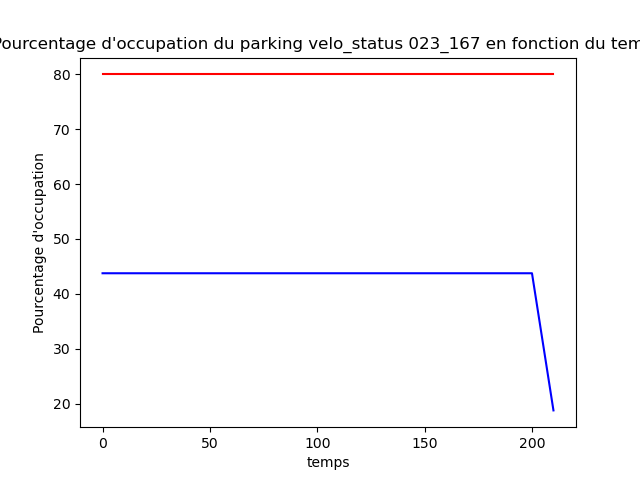 Pourcentage d'occupation du parking velo_status 023_167 en fonction du tem
80
70
60
50
40
30
20
Pourcentage d'occupation
0 50 100 150 200
temps